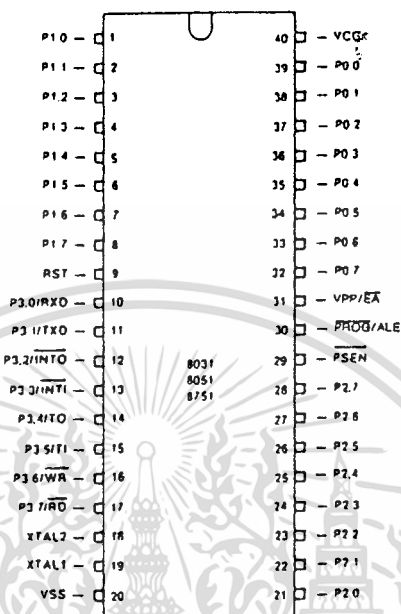 P1.0 1 40 VCC
P1.1 2 39 P0.0
P1.2 3 38 P0.1
P1.3 4 37 P0.2
P1.4 5 36 P0.3
P1.5 6 35 P0.4
P1.6 7 34 P0.5
P1.7 8 33 P0.6
RST 9 32 P0.7
P3.0/RXD 10 31 VPP/EA
P3.1/TXD 11 30 PROG/ALE
P3.2/INT0 12 29 PSEN
P3.3/INT1 13 28 P2.7
8031
8051
8751
P3.4/T0 14 27 P2.6
P3.5/T1 15 26 P2.5
P3.6/WR 16 25 P2.4
P3.7/RD 17 24 P2.3
XTAL2 18 23 P2.2
XTAL1 19 22 P2.1
VSS 20 21 P2.0